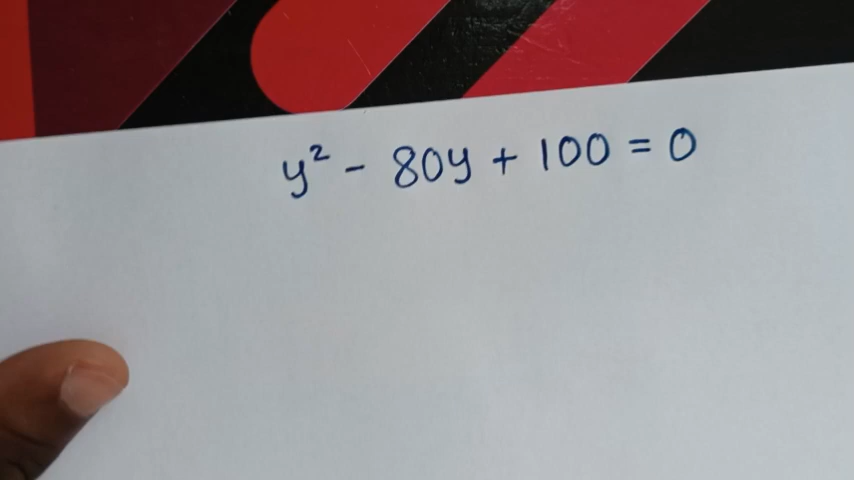 y² - 80y + 100 = 0